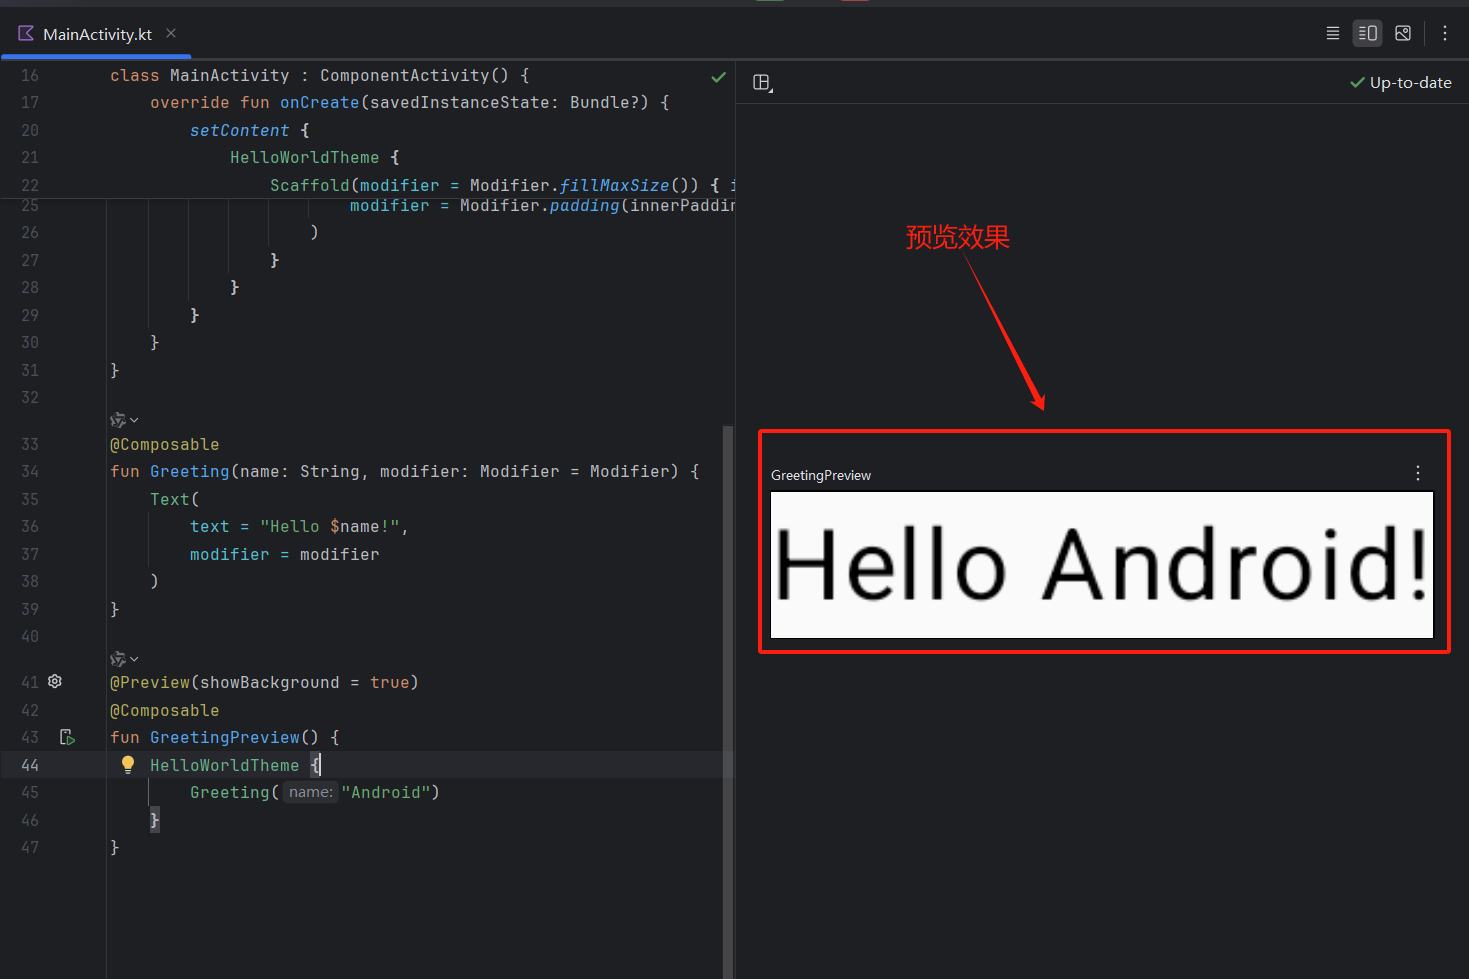 MainActivity.kt
16 class MainActivity : ComponentActivity() {
17 override fun onCreate(savedInstanceState: Bundle?) {
20 setContent {
21 HelloWorldTheme {
22 Scaffold(modifier = Modifier.fillMaxSize()) { i
25 modifier = Modifier.padding(innerPaddin
26 )
27 }
28 }
29 }
30 }
31 }
32
33 @Composable
34 fun Greeting(name: String, modifier: Modifier = Modifier) {
35 Text(
36 text = "Hello $name!",
37 modifier = modifier
38 )
39 }
40
41 @Preview(showBackground = true)
42 @Composable
43 fun GreetingPreview() {
44 HelloWorldTheme {
45 Greeting( name: "Android")
46 }
47 }
Up-to-date
预览效果
GreetingPreview
Hello Android!